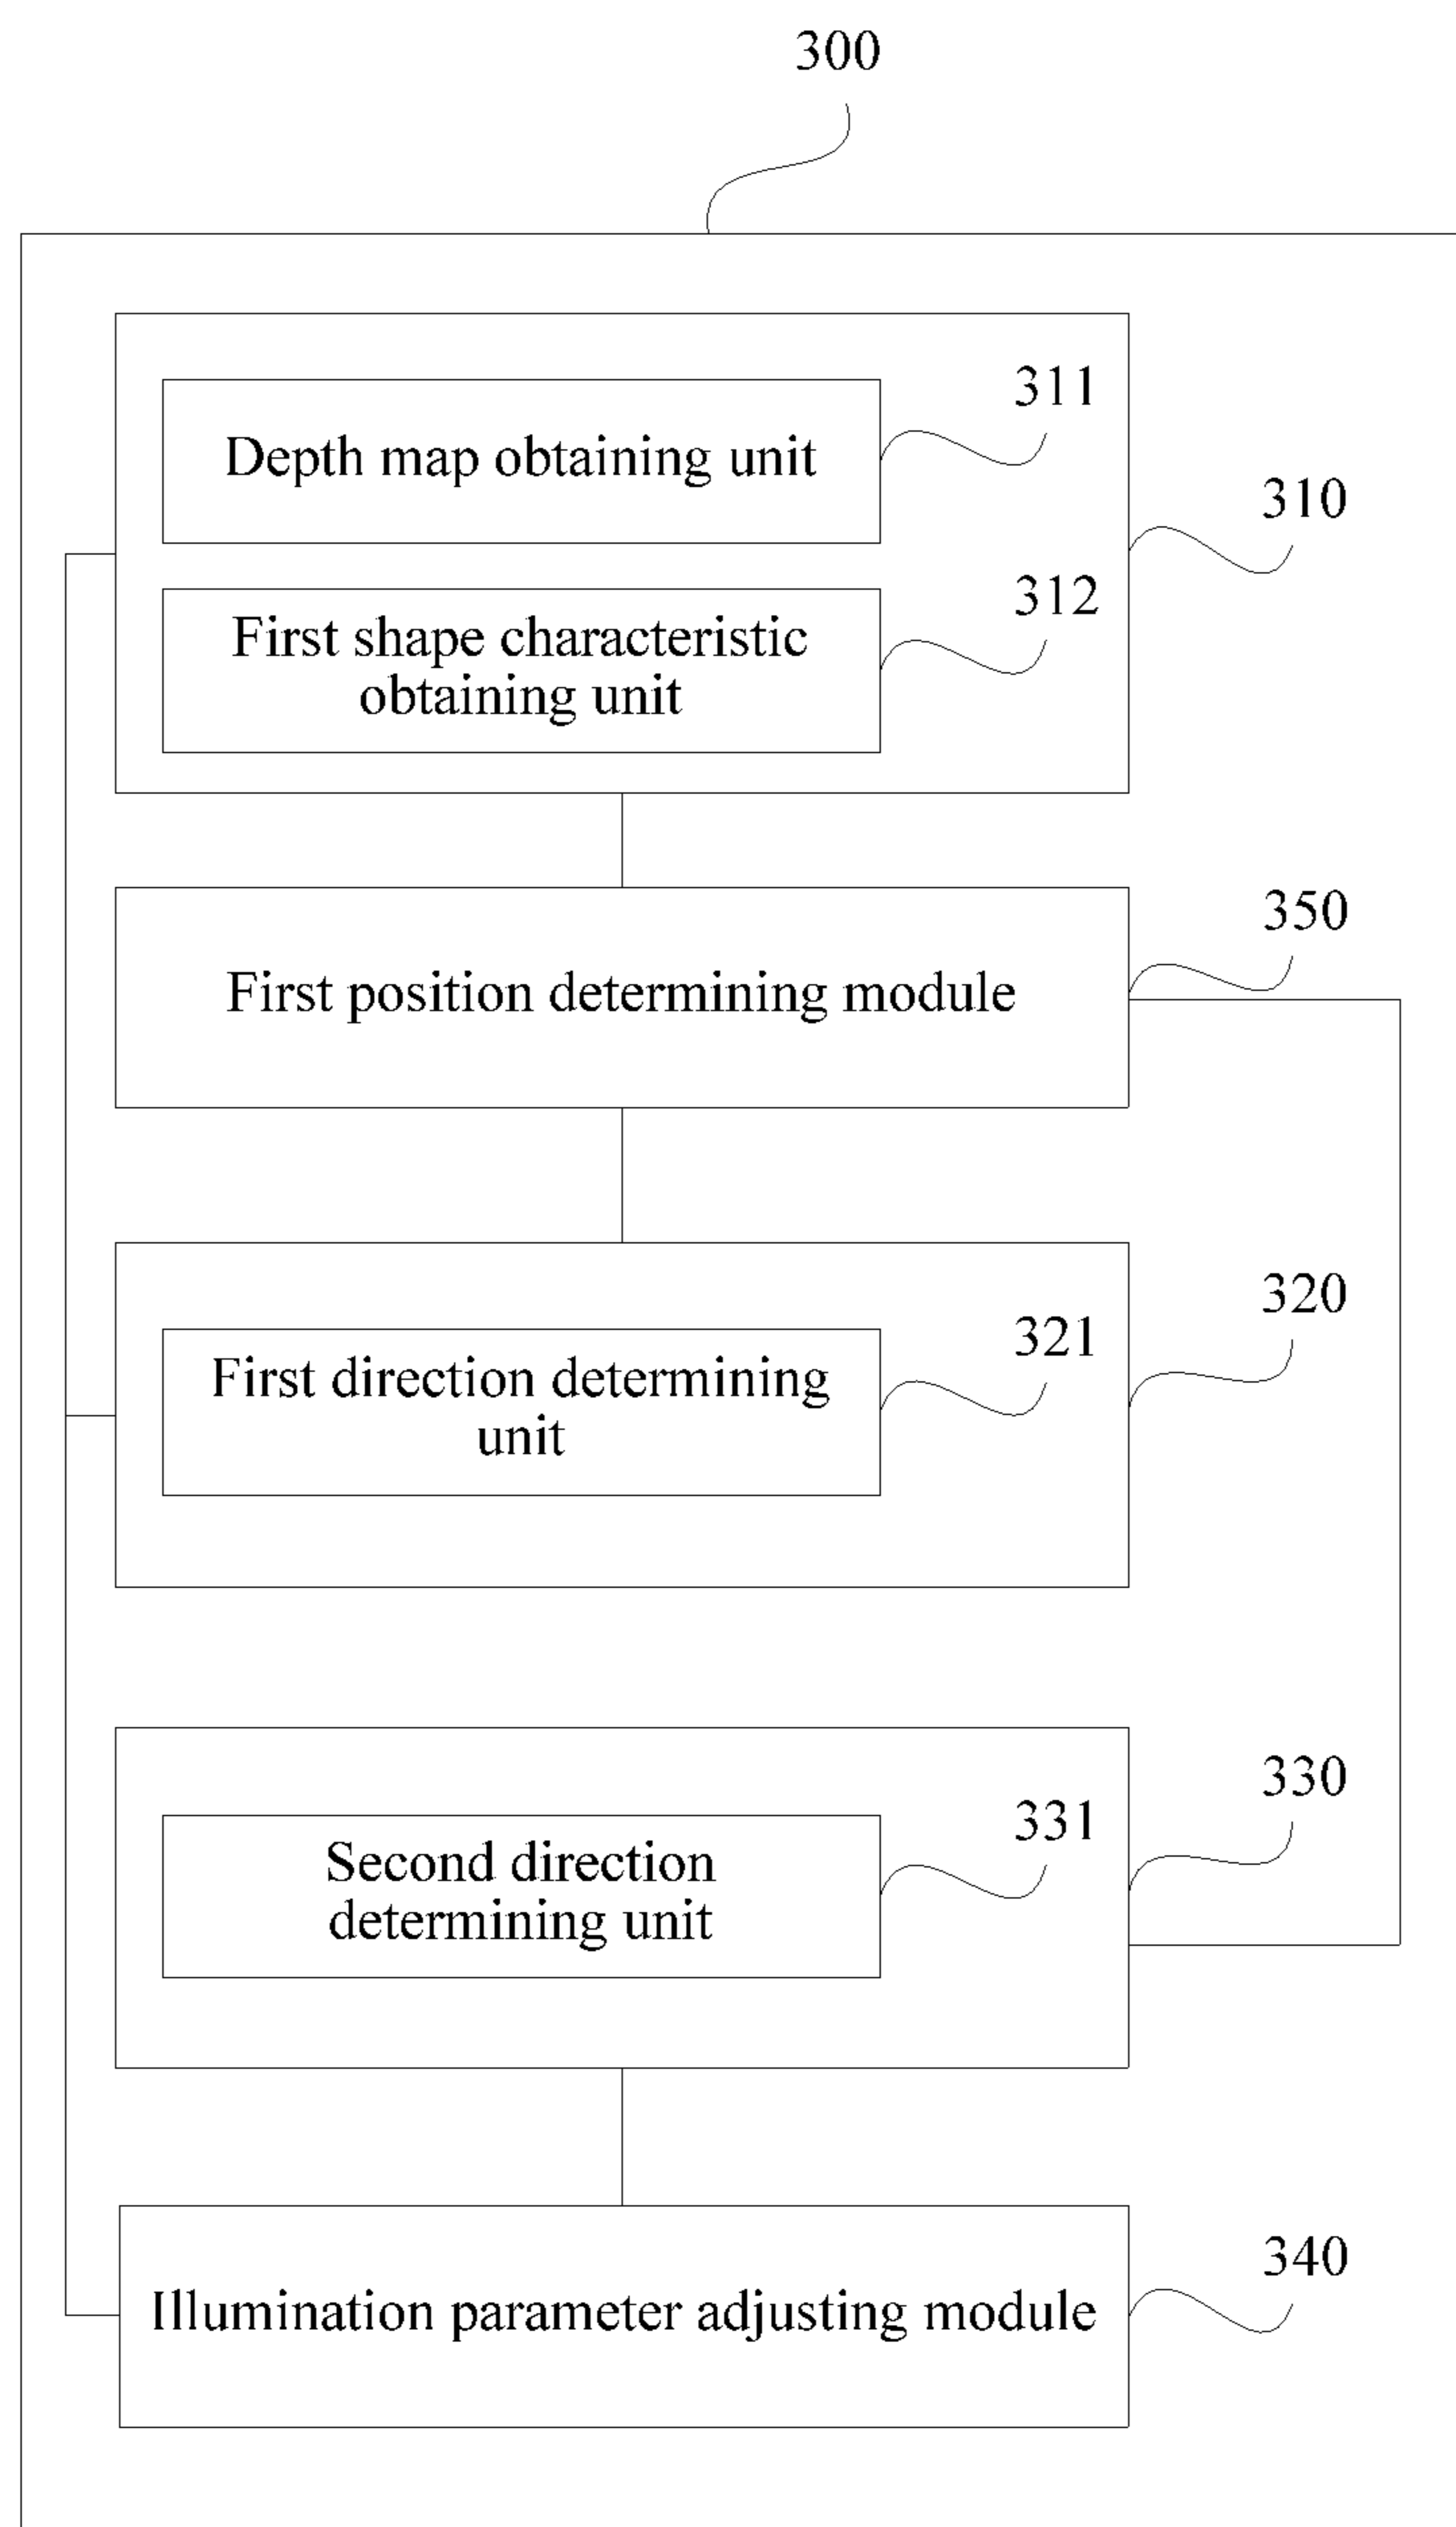 300
311
Depth map obtaining unit
310
312
First shape characteristic
obtaining unit
350
First position determining module
320
321
First direction determining
unit
330
331
Second direction
determining unit
340
Illumination parameter adjusting module